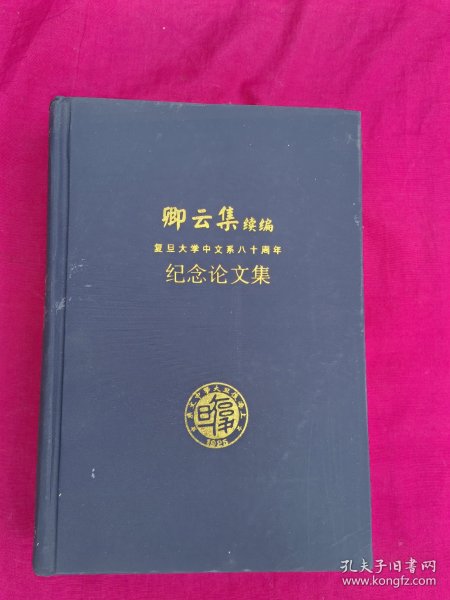 卿云集续编
复旦大学中文系八十周年
纪念论文集
1925
孔夫子旧书网
www.kongfz.com